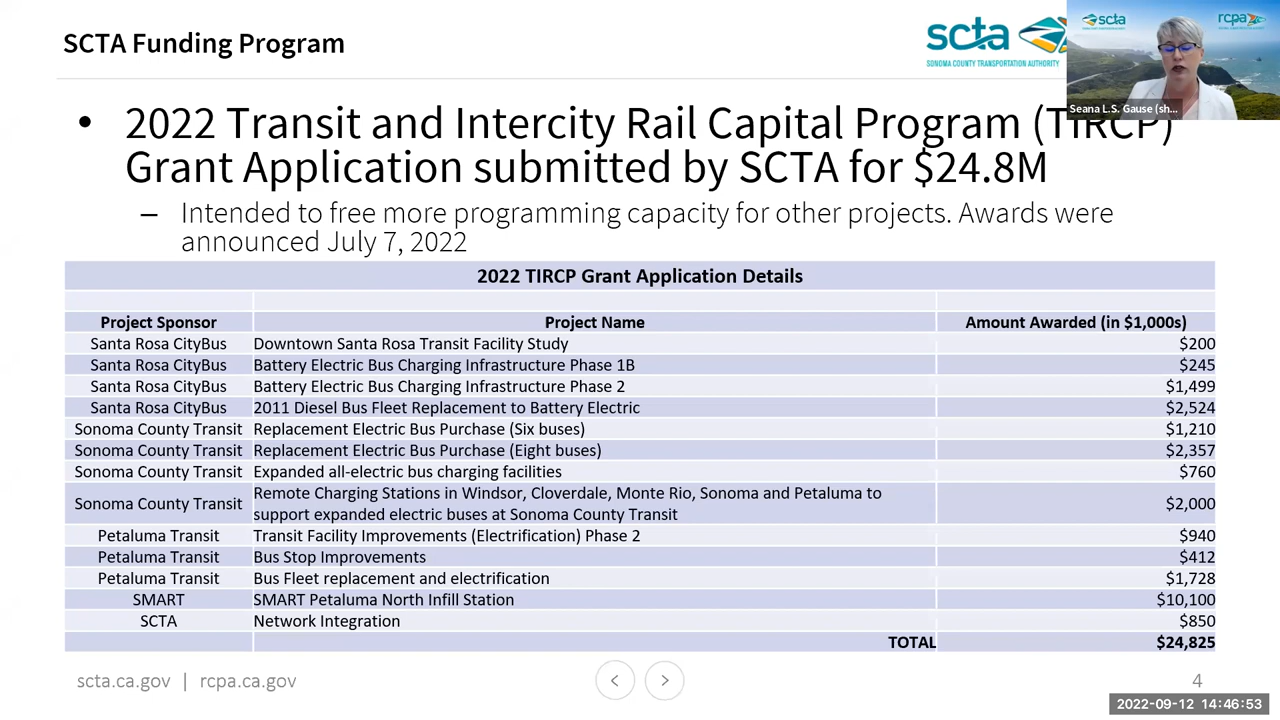 SCTA Funding Program
scta
SONOMA COUNTY TRANSPORTATION AUTHORITY
scta
rcpa
Seana L.S. Gause (sh...
• 2022 Transit and Intercity Rail Capital Program (TIRCP)
Grant Application submitted by SCTA for $24.8M
– Intended to free more programming capacity for other projects. Awards were
announced July 7, 2022
2022 TIRCP Grant Application Details
Project Sponsor Project Name Amount Awarded (in $1,000s)
Santa Rosa CityBus Downtown Santa Rosa Transit Facility Study $200
Santa Rosa CityBus Battery Electric Bus Charging Infrastructure Phase 1B $245
Santa Rosa CityBus Battery Electric Bus Charging Infrastructure Phase 2 $1,499
Santa Rosa CityBus 2011 Diesel Bus Fleet Replacement to Battery Electric $2,524
Sonoma County Transit Replacement Electric Bus Purchase (Six buses) $1,210
Sonoma County Transit Replacement Electric Bus Purchase (Eight buses) $2,357
Sonoma County Transit Expanded all-electric bus charging facilities $760
Sonoma County Transit Remote Charging Stations in Windsor, Cloverdale, Monte Rio, Sonoma and Petaluma to
support expanded electric buses at Sonoma County Transit $2,000
Petaluma Transit Transit Facility Improvements (Electrification) Phase 2 $940
Petaluma Transit Bus Stop Improvements $412
Petaluma Transit Bus Fleet replacement and electrification $1,728
SMART SMART Petaluma North Infill Station $10,100
SCTA Network Integration $850
TOTAL $24,825
scta.ca.gov | rcpa.ca.gov
4
2022-09-12 14:46:53